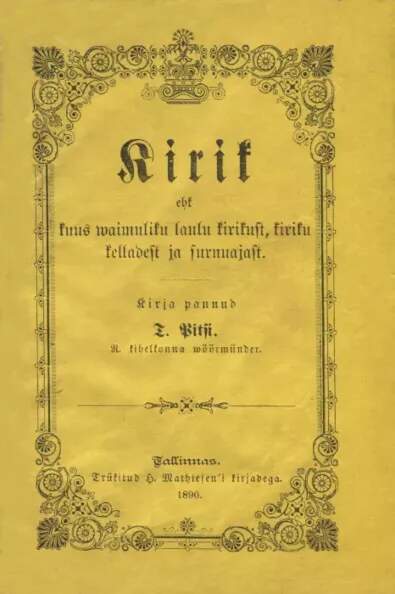 Kirik
ehk
kuus waimuliku laulu kirikust, kiriku
kelladest ja surnuajast.
Kirja pannud
T. Pitsi.
R. kihelkonna wöörmünder.
Tallinnas.
Trükitud H. Mathiesen'i kirjadega.
1890.